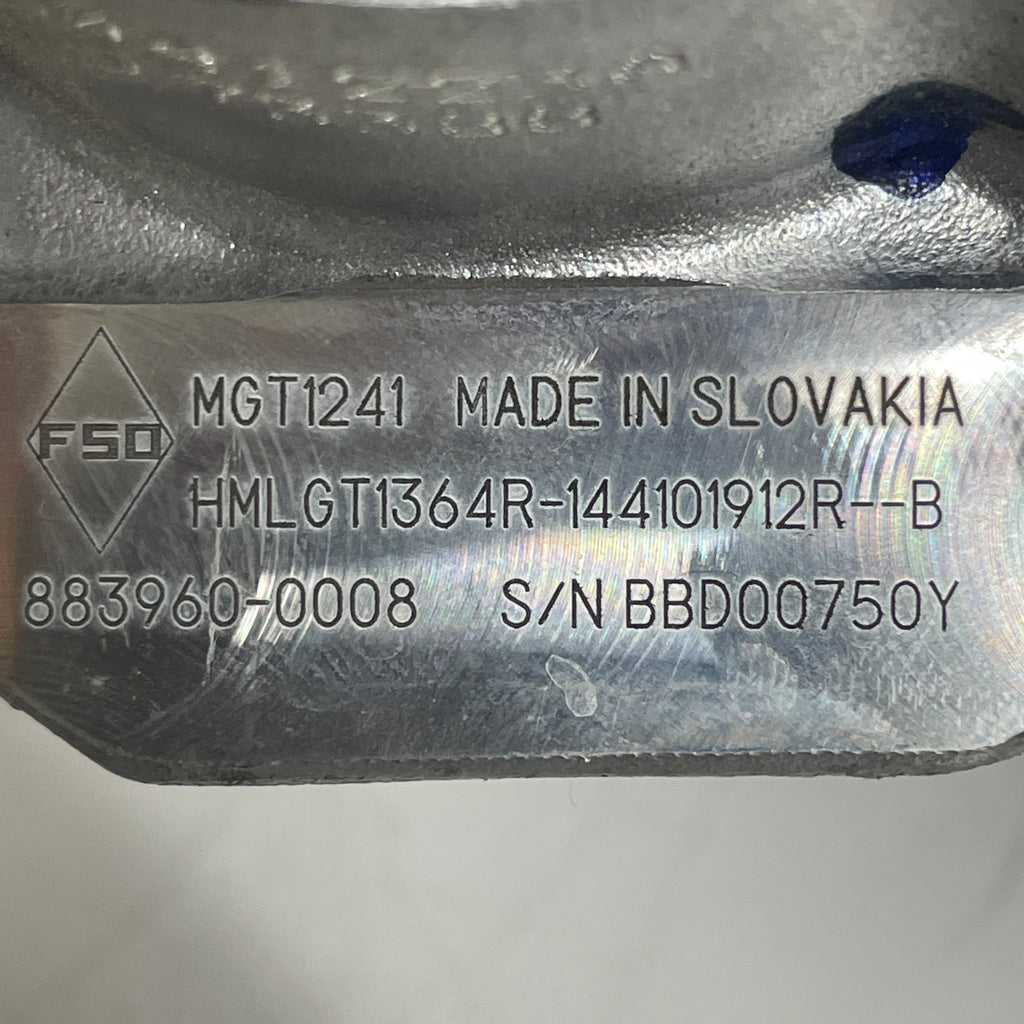 FSO
MGT1241 MADE IN SLOVAKIA
HMLGT1364R-144101912R--B
883960-0008 S/N BBD00750Y